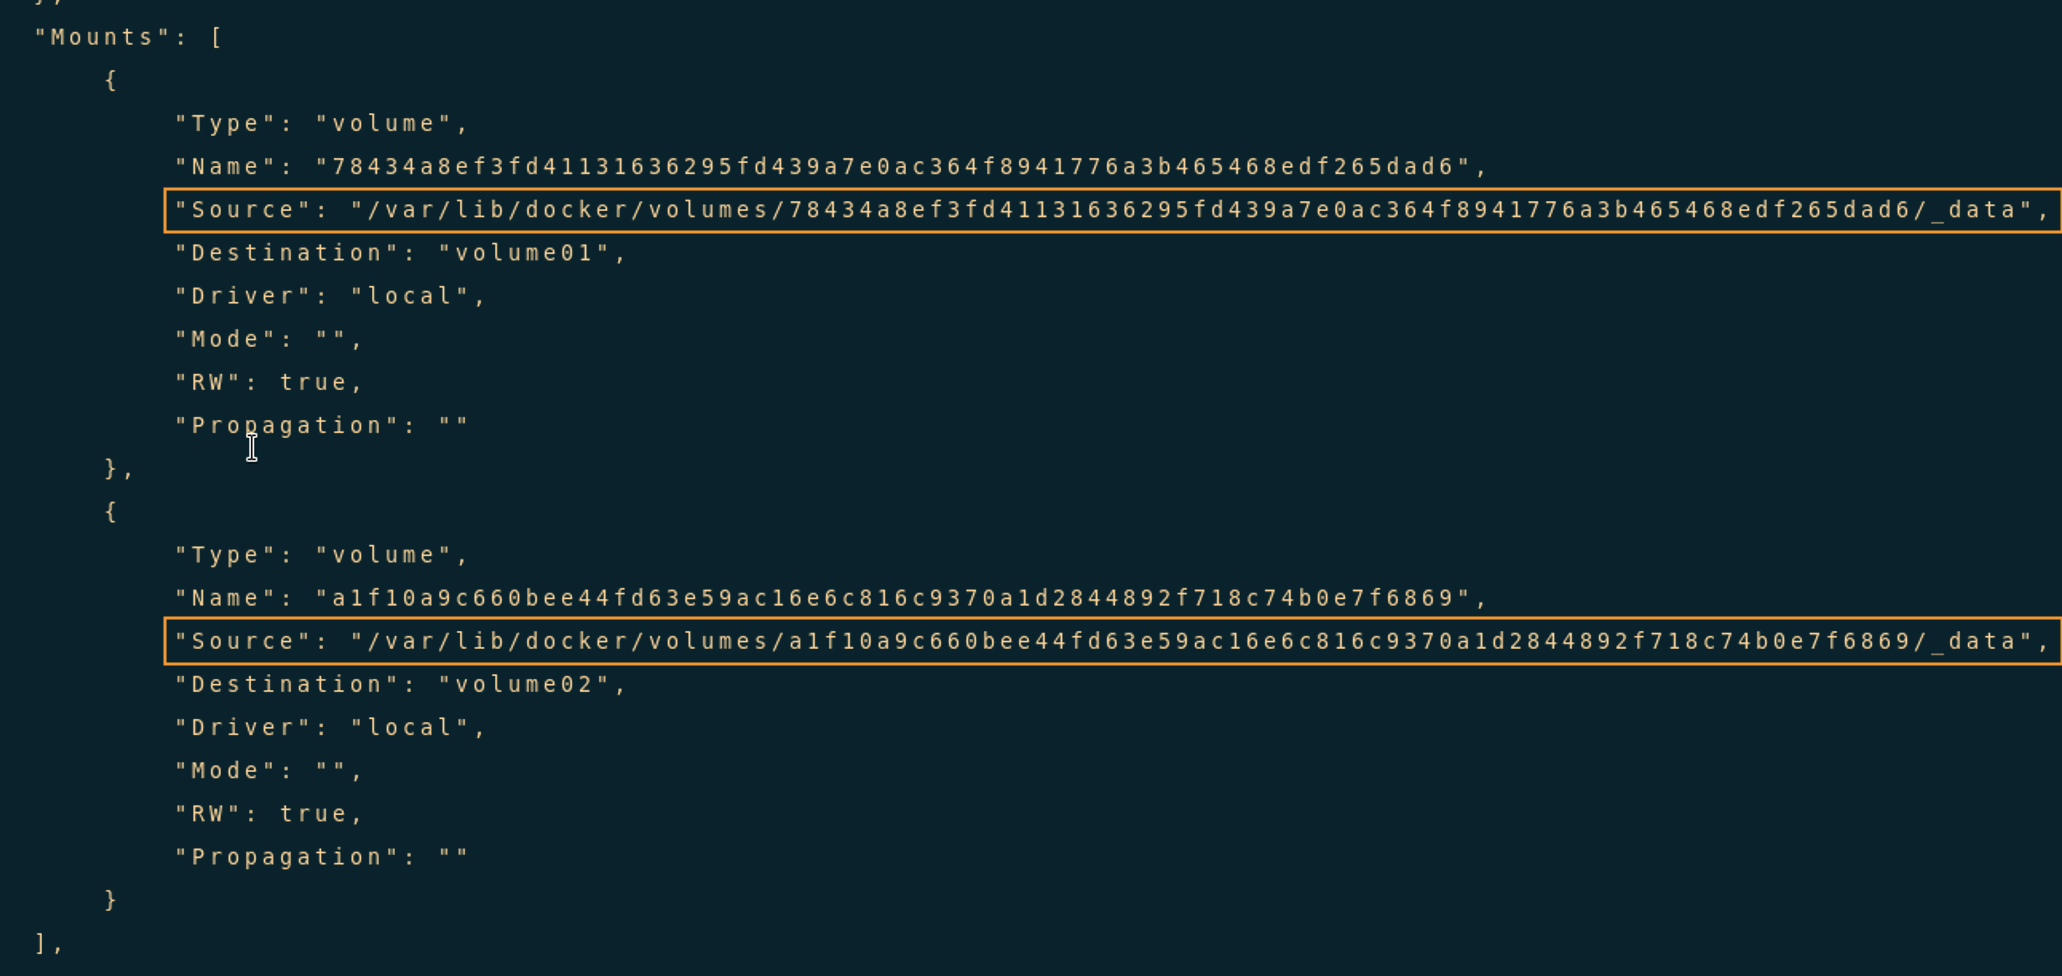 "Mounts": [
{
"Type": "volume",
"Name": "78434a8ef3fd41131636295fd439a7e0ac364f8941776a3b465468edf265dad6",
"Source": "/var/lib/docker/volumes/78434a8ef3fd41131636295fd439a7e0ac364f8941776a3b465468edf265dad6/_data",
"Destination": "volume01",
"Driver": "local",
"Mode": "",
"RW": true,
"Propagation": ""
},
{
"Type": "volume",
"Name": "a1f10a9c660bee44fd63e59ac16e6c816c9370a1d2844892f718c74b0e7f6869",
"Source": "/var/lib/docker/volumes/a1f10a9c660bee44fd63e59ac16e6c816c9370a1d2844892f718c74b0e7f6869/_data",
"Destination": "volume02",
"Driver": "local",
"Mode": "",
"RW": true,
"Propagation": ""
}
],